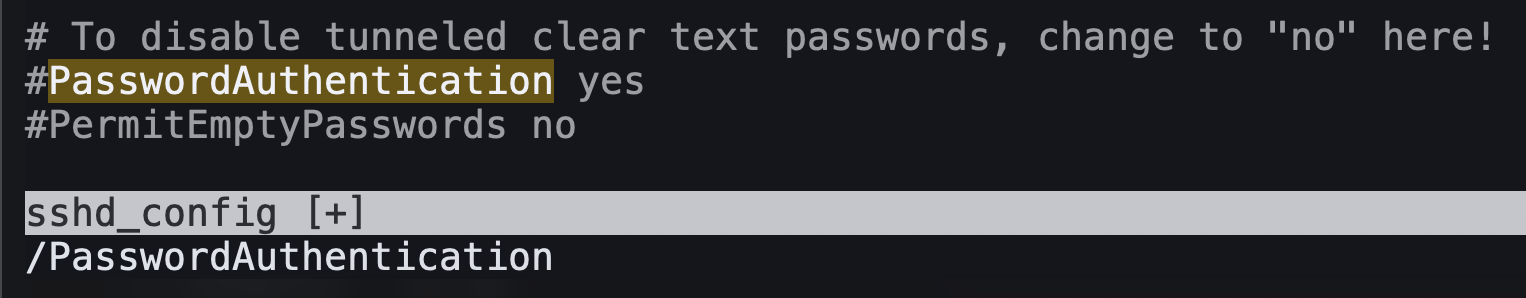 # To disable tunneled clear text passwords, change to "no" here!
#PasswordAuthentication yes
#PermitEmptyPasswords no
sshd_config [+]
/PasswordAuthentication